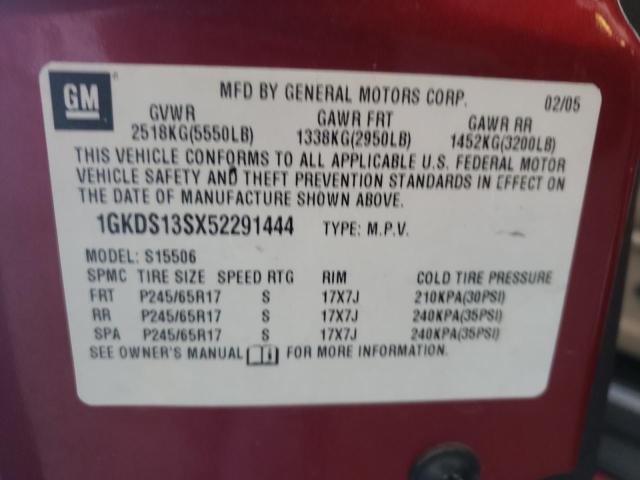 GM
MFD BY GENERAL MOTORS CORP. 02/05
GVWR GAWR FRT GAWR RR
2518KG(5550LB) 1338KG(2950LB) 1452KG(3200LB)
THIS VEHICLE CONFORMS TO ALL APPLICABLE U.S. FEDERAL MOTOR
VEHICLE SAFETY AND THEFT PREVENTION STANDARDS IN EFFECT ON
THE DATE OF MANUFACTURE SHOWN ABOVE.
1GKDS13SX52291444 TYPE: M.P.V.
MODEL: S15506
SPMC TIRE SIZE SPEED RTG RIM COLD TIRE PRESSURE
FRT P245/65R17 S 17X7J 210KPA(30PSI)
RR P245/65R17 S 17X7J 240KPA(35PSI)
SPA P245/65R17 S 17X7J 240KPA(35PSI)
SEE OWNER'S MANUAL FOR MORE INFORMATION.